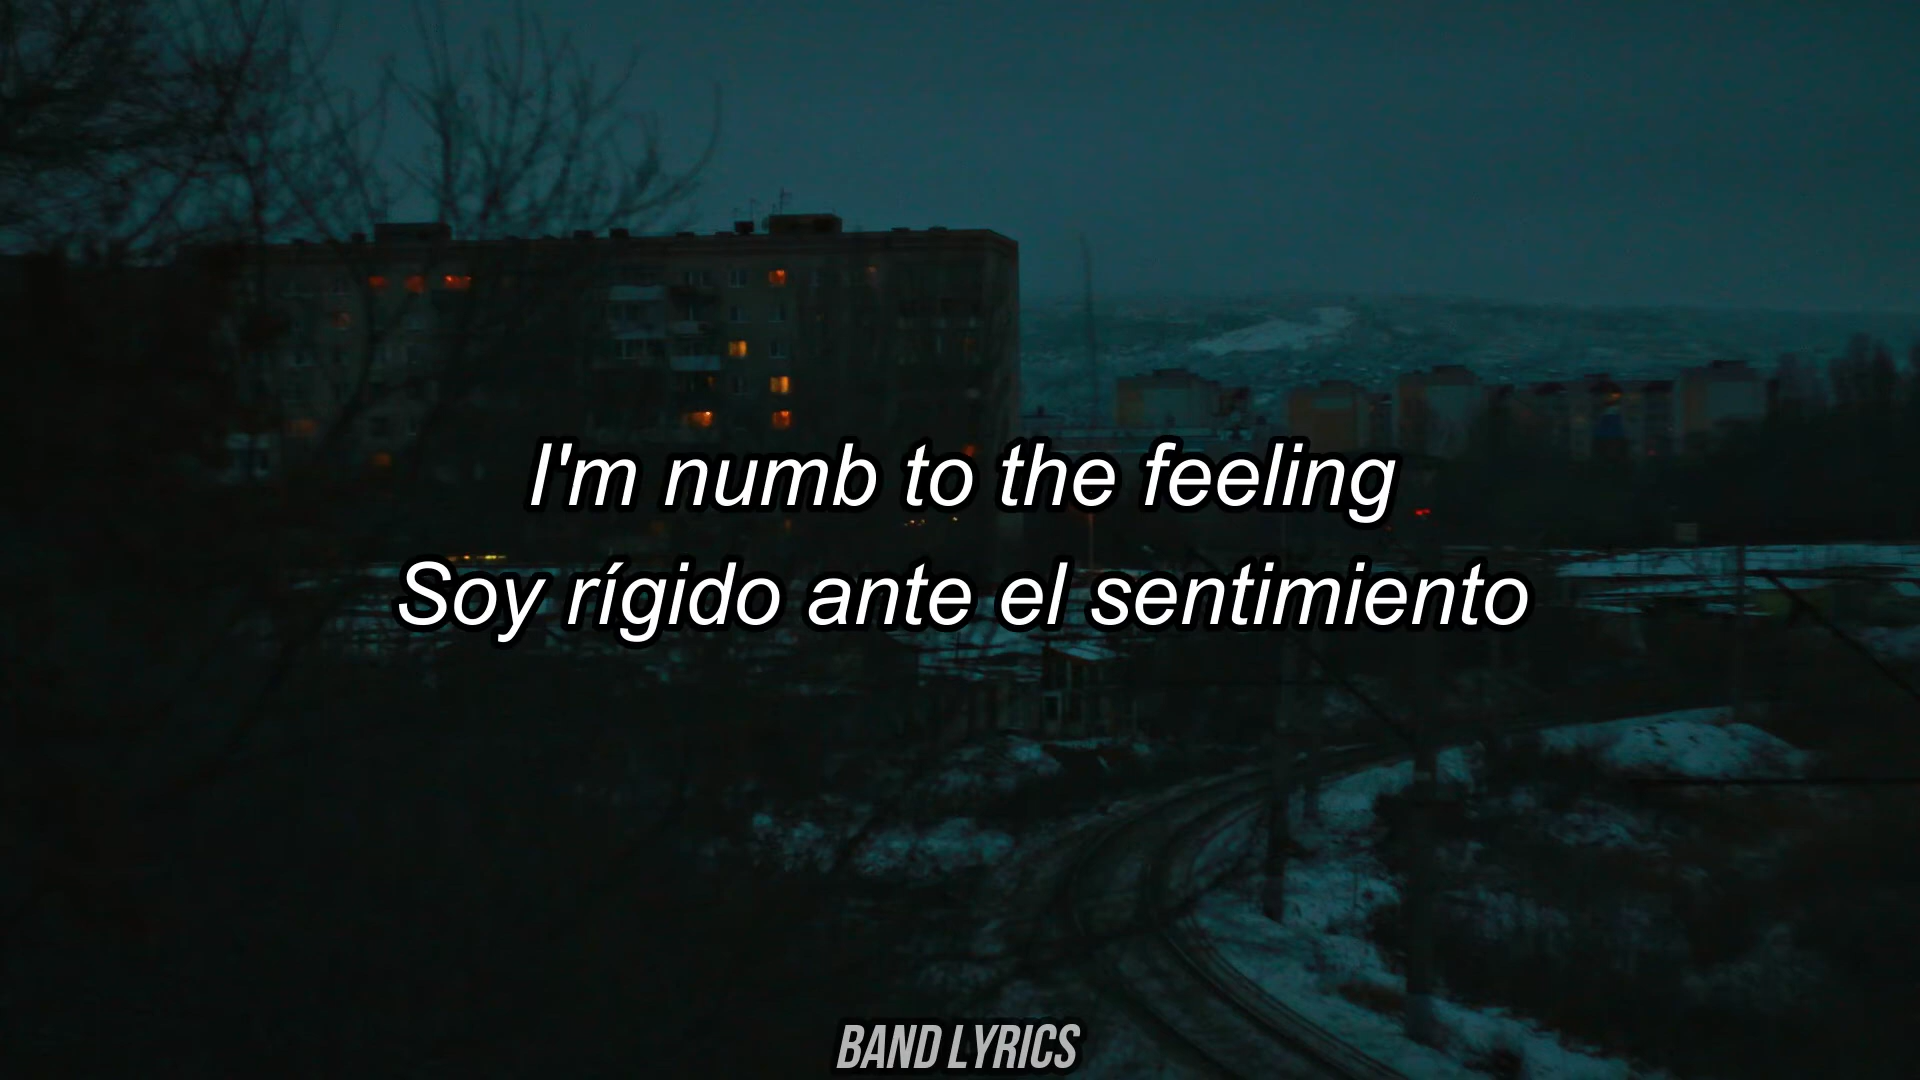 I'm numb to the feeling
Soy rígido ante el sentimiento
BAND LYRICS